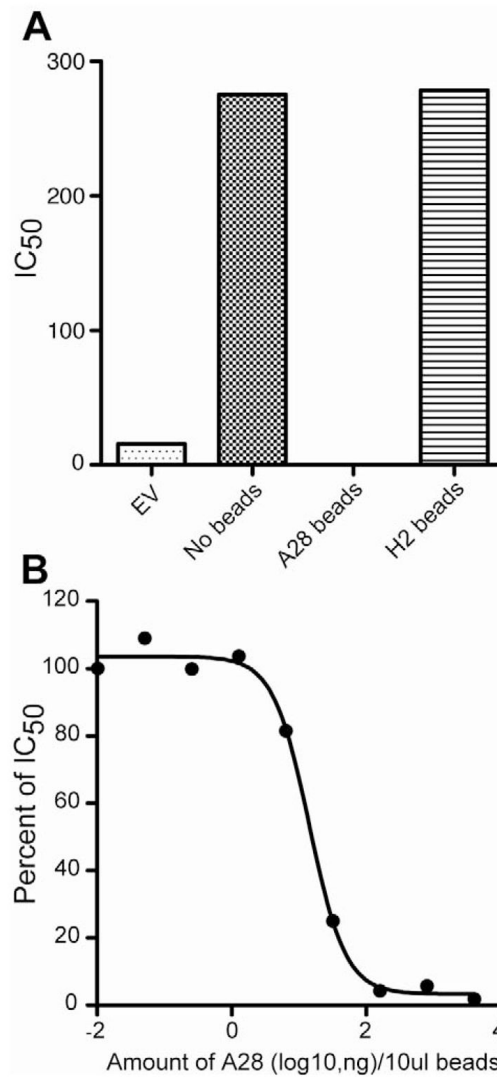 A
300
200
100
0
IC50
EV
No beads
A28 beads
H2 beads
B
120
100
80
60
40
20
0
Percent of IC50
-2
0
2
4
Amount of A28 (log10,ng)/10ul beads